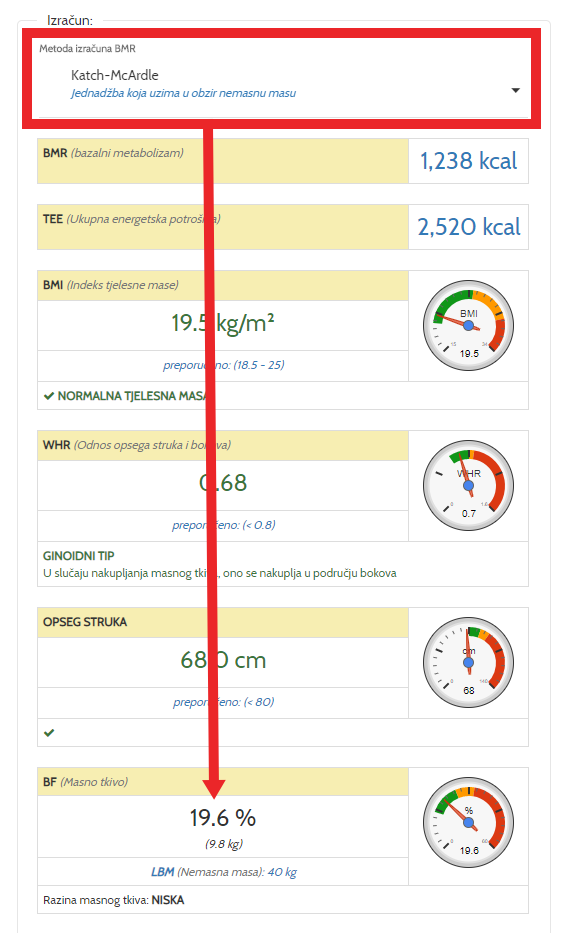 Izračun:
Metoda izračuna BMR
Katch-McArdle
Jednadžba koja uzima u obzir nemasnu masu
BMR (bazalni metabolizam)
1,238 kcal
TEE (Ukupna energetska potrošnja)
2,520 kcal
BMI (Indeks tjelesne mase)
19.5 kg/m²
preporučeno: (18.5 - 25)
NORMALNA TJELESNA MASA
BMI
15
34
19.5
WHR (Odnos opsega struka i bokova)
0.68
preporučeno: (< 0.8)
WHR
0
1.6
0.7
GINOIDNI TIP
U slučaju nakupljanja masnog tkiva, ono se nakuplja u području bokova
OPSEG STRUKA
68.0 cm
preporučeno: (< 80)
cm
0
140
68
BF (Masno tkivo)
19.6 %
(9.8 kg)
LBM (Nemasna masa): 40 kg
%
0
60
19.6
Razina masnog tkiva: NISKA